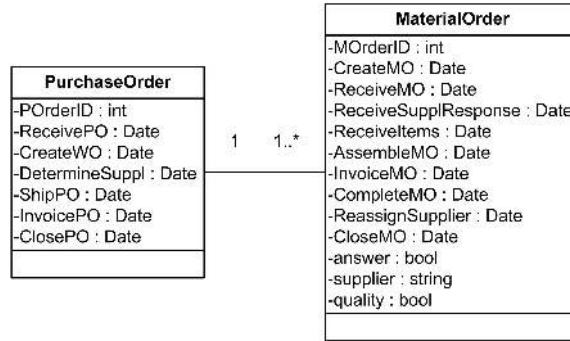 PurchaseOrder
-POrderID : int
-ReceivePO : Date
-CreateWO : Date
-DetermineSuppl : Date
-ShipPO : Date
-InvoicePO : Date
-ClosePO : Date
1 1..*
MaterialOrder
-MOrderID : int
-CreateMO : Date
-ReceiveMO : Date
-ReceiveSupplResponse : Date
-ReceiveItems : Date
-AssembleMO : Date
-InvoiceMO : Date
-CompleteMO : Date
-ReassignSupplier : Date
-CloseMO : Date
-answer : bool
-supplier : string
-quality : bool